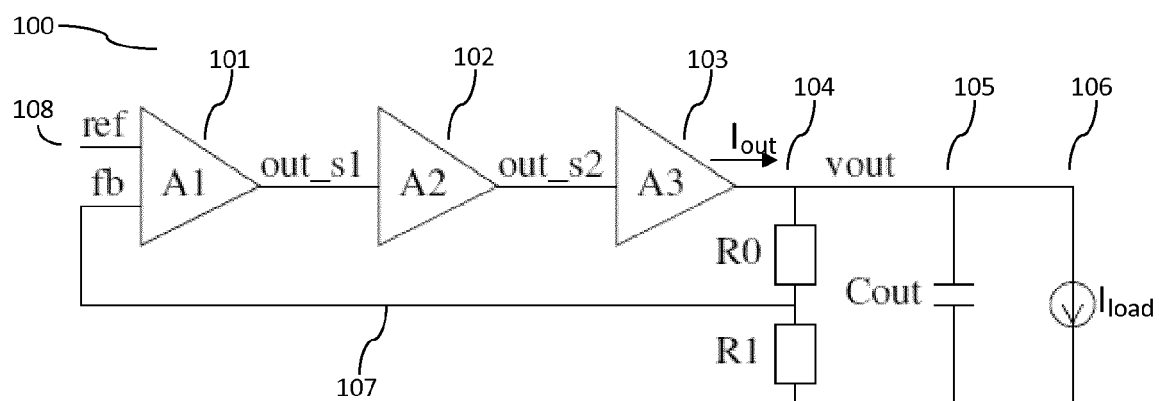 100
101
102
103
104
105
106
108
ref
fb
A1
out_s1
A2
out_s2
A3
Iout
vout
R0
Cout
Iload
R1
107